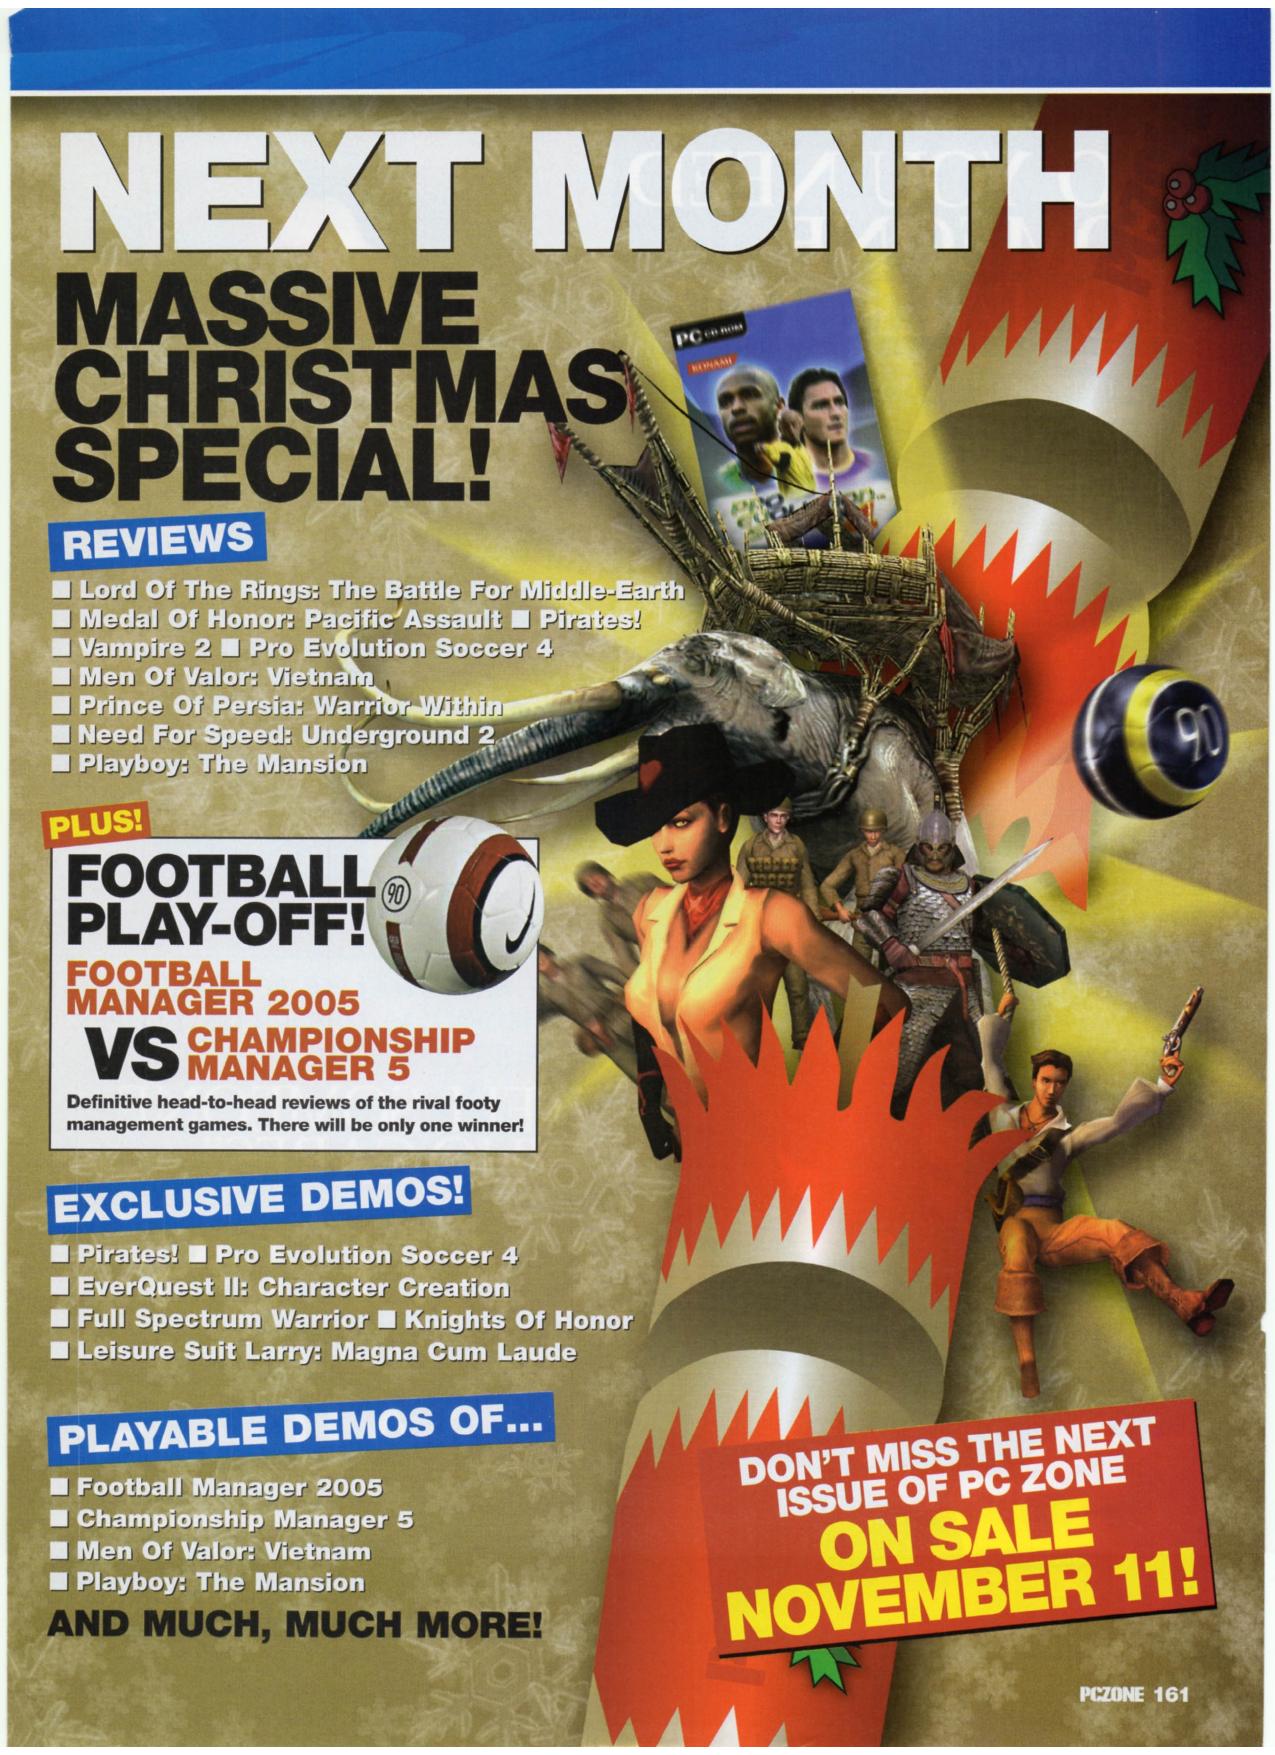 NEXT MONTH
MASSIVE
CHRISTMAS
SPECIAL!
REVIEWS
■ Lord Of The Rings: The Battle For Middle-Earth
■ Medal Of Honor: Pacific Assault ■ Pirates!
■ Vampire 2 ■ Pro Evolution Soccer 4
■ Men Of Valor: Vietnam
■ Prince Of Persia: Warrior Within
■ Need For Speed: Underground 2
■ Playboy: The Mansion
PLUS!
FOOTBALL
PLAY-OFF!
FOOTBALL
MANAGER 2005
VS CHAMPIONSHIP
MANAGER 5
Definitive head-to-head reviews of the rival footy
management games. There will be only one winner!
EXCLUSIVE DEMOS!
■ Pirates! ■ Pro Evolution Soccer 4
■ EverQuest II: Character Creation
■ Full Spectrum Warrior ■ Knights Of Honor
■ Leisure Suit Larry: Magna Cum Laude
PLAYABLE DEMOS OF...
■ Football Manager 2005
■ Championship Manager 5
■ Men Of Valor: Vietnam
■ Playboy: The Mansion
AND MUCH, MUCH MORE!
PC CD-ROM
KONAMI
90
90
DON'T MISS THE NEXT
ISSUE OF PC ZONE
ON SALE
NOVEMBER 11!
PCZONE 161